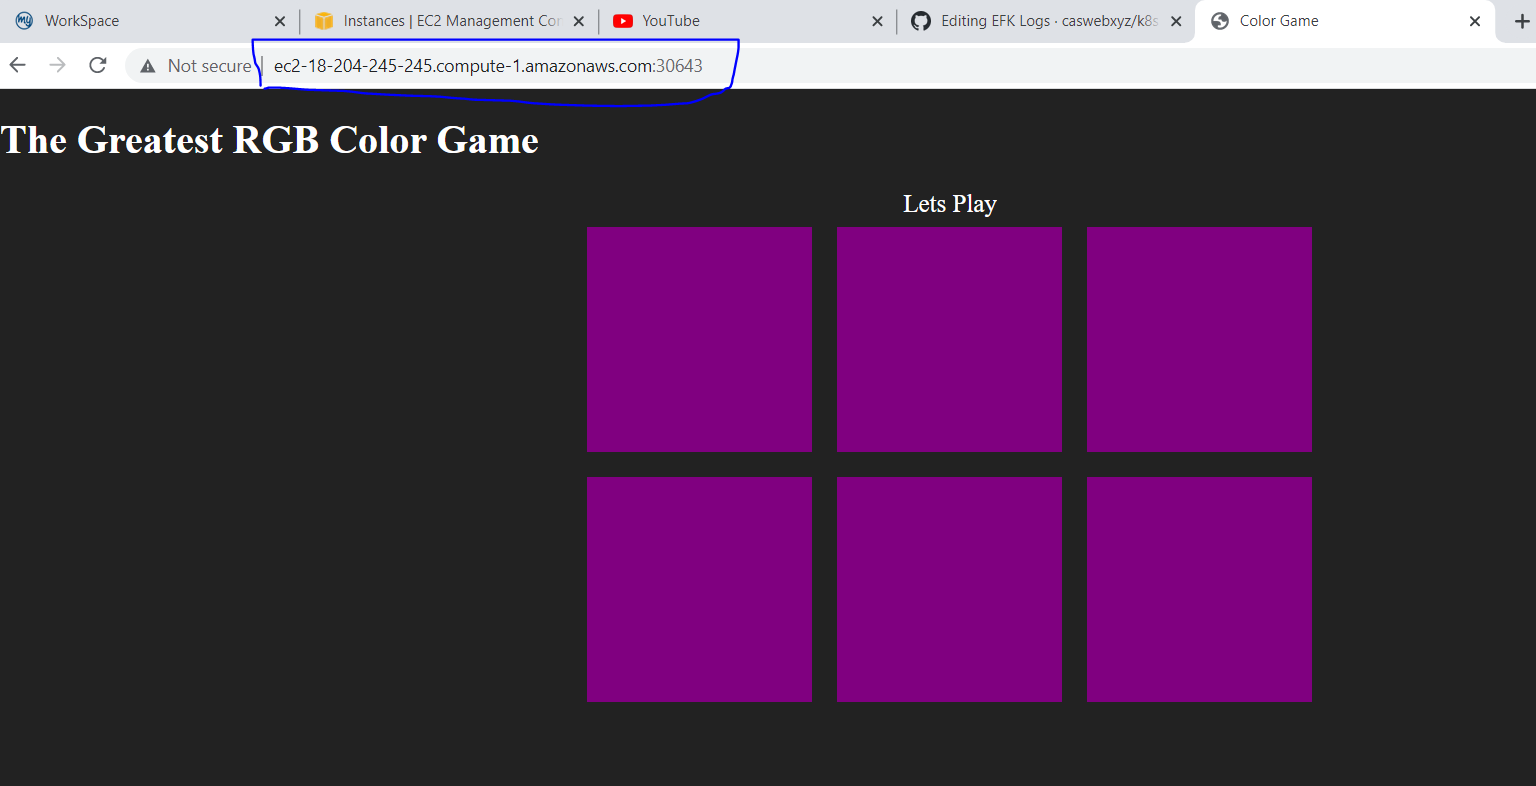 WorkSpace
Instances | EC2 Management Con
YouTube
Editing EFK Logs · caswebxyz/k8s
Color Game
Not secure | ec2-18-204-245-245.compute-1.amazonaws.com:30643
The Greatest RGB Color Game
Lets Play